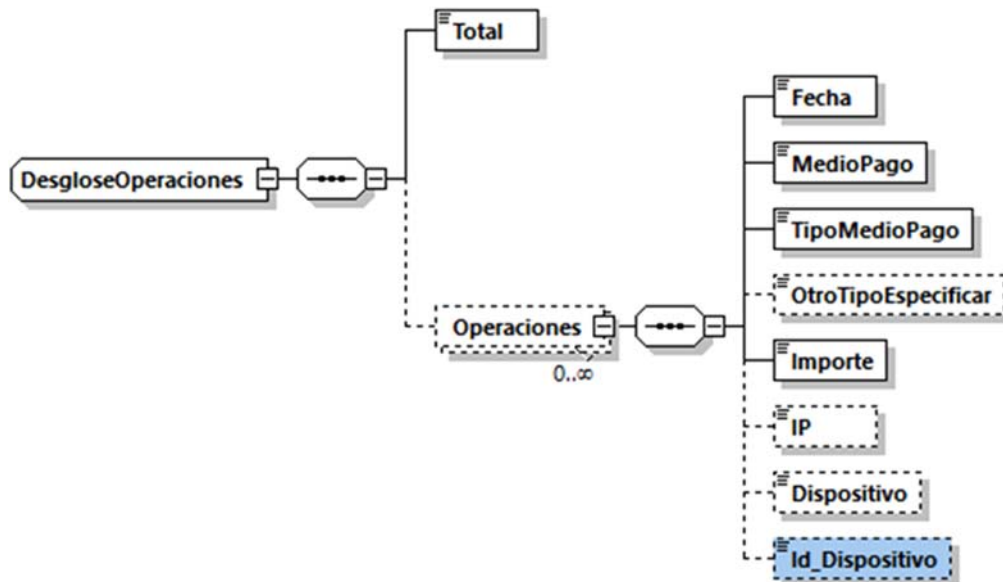 Total
DesgloseOperaciones
Operaciones
0..∞
Fecha
MedioPago
TipoMedioPago
OtroTipoEspecificar
Importe
IP
Dispositivo
Id_Dispositivo